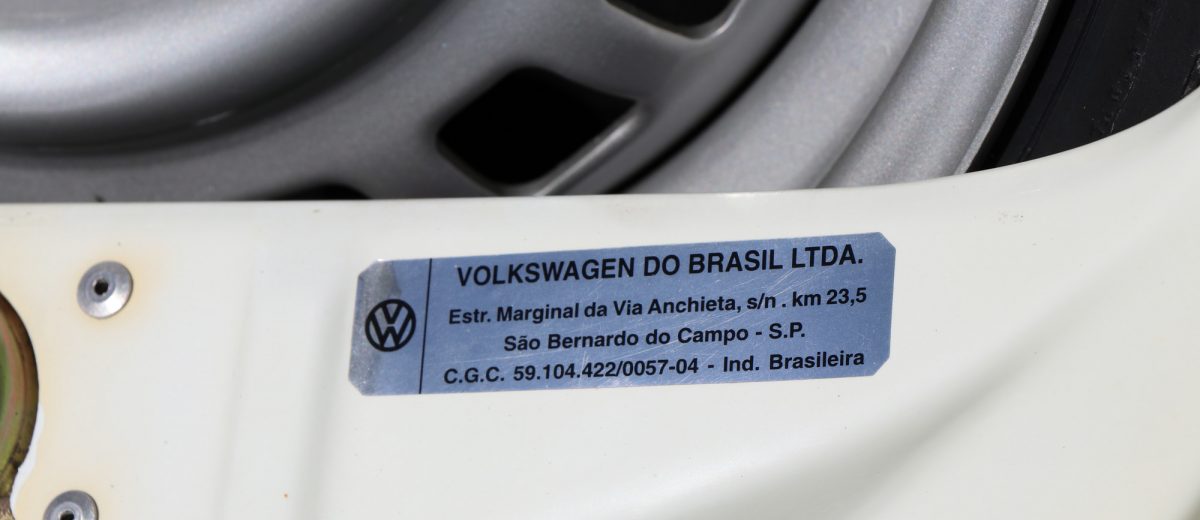 VOLKSWAGEN DO BRASIL LTDA.
Estr. Marginal da Via Anchieta, s/n . km 23,5
São Bernardo do Campo - S.P.
C.G.C. 59.104.422/0057-04 - Ind. Brasileira